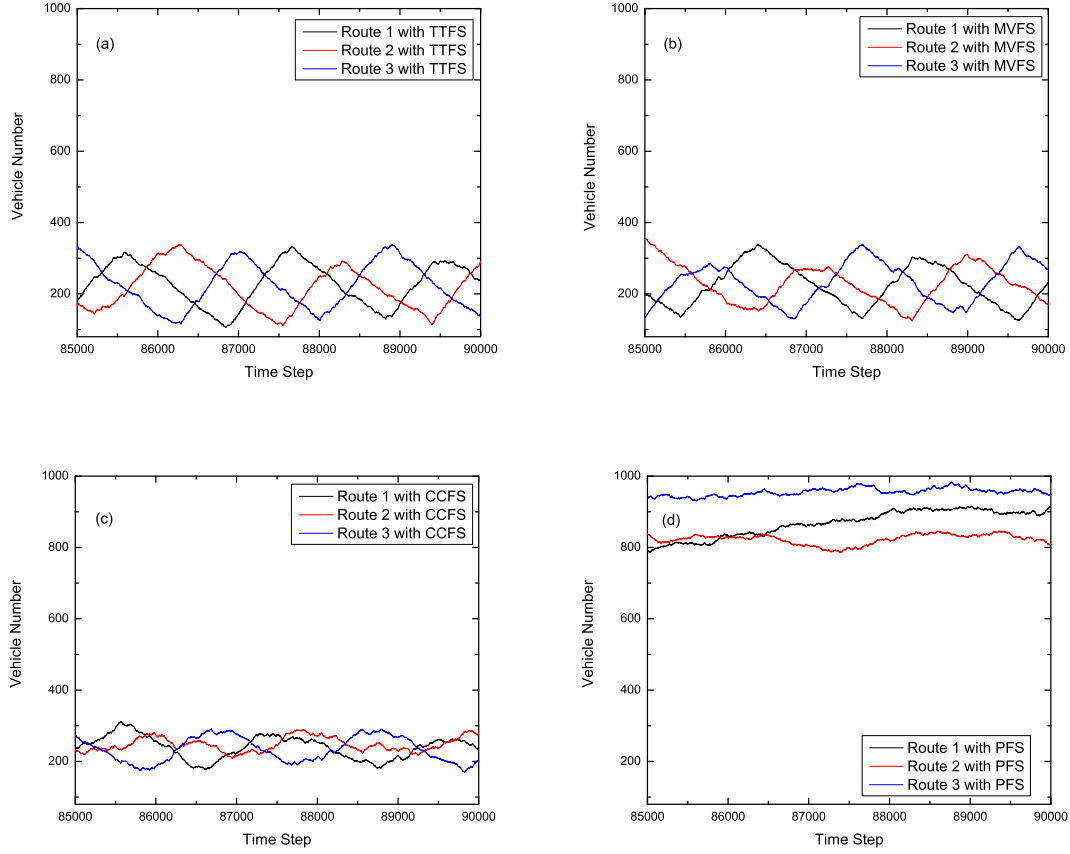 (a)
Route 1 with TTFS
Route 2 with TTFS
Route 3 with TTFS
1000
800
600
400
200
Vehicle Number
85000 86000 87000 88000 89000 90000
Time Step
(b)
Route 1 with MVFS
Route 2 with MVFS
Route 3 with MVFS
1000
800
600
400
200
Vehicle Number
85000 86000 87000 88000 89000 90000
Time Step
(c)
Route 1 with CCFS
Route 2 with CCFS
Route 3 with CCFS
1000
800
600
400
200
Vehicle Number
85000 86000 87000 88000 89000 90000
Time Step
(d)
1000
800
600
400
200
Vehicle Number
Route 1 with PFS
Route 2 with PFS
Route 3 with PFS
85000 86000 87000 88000 89000 90000
Time Step